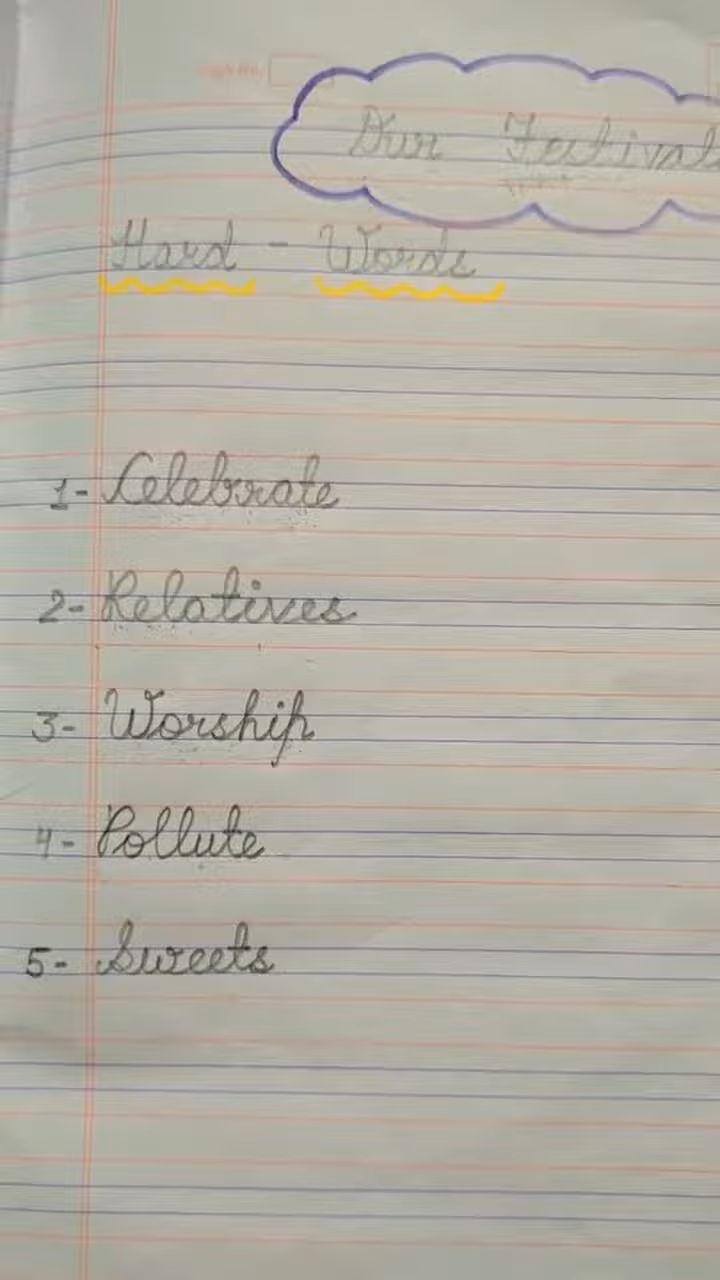 Our Festivals
Hard - Words
1- Celebrate
2- Relatives
3- Worship
4- Pollute
5- Sweets